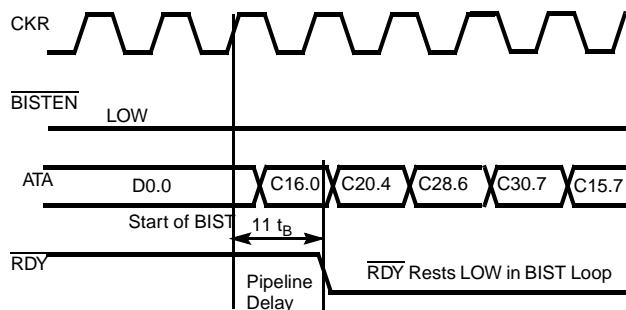 CKR
BISTEN
LOW
ATA
D0.0
C16.0
C20.4
C28.6
C30.7
C15.7
Start of BIST
11 tB
RDY
RDY Rests LOW in BIST Loop
Pipeline
Delay